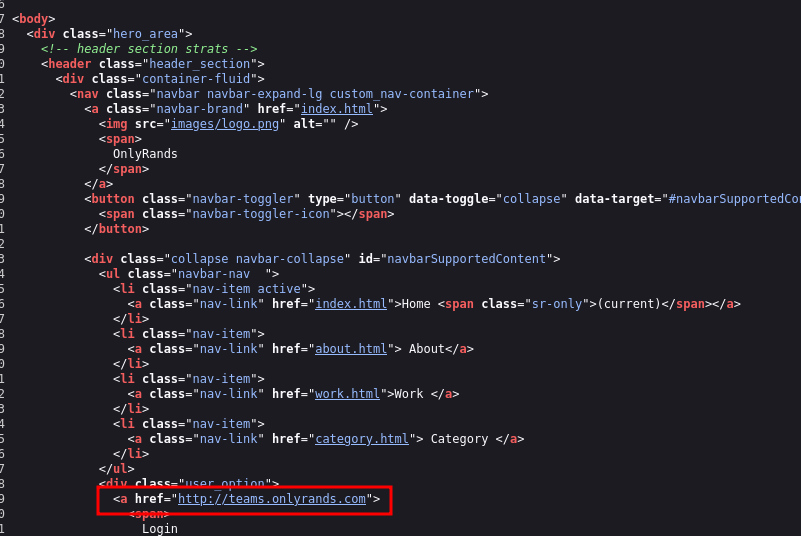 6
7 <body>
8 <div class="hero_area">
9 <!-- header section strats -->
0 <header class="header_section">
1 <div class="container-fluid">
2 <nav class="navbar navbar-expand-lg custom_nav-container">
3 <a class="navbar-brand" href="index.html">
4 <img src="images/logo.png" alt="" />
5 <span>
6 OnlyRands
7 </span>
8 </a>
9 <button class="navbar-toggler" type="button" data-toggle="collapse" data-target="#navbarSupportedCon
0 <span class="navbar-toggler-icon"></span>
1 </button>
2
3 <div class="collapse navbar-collapse" id="navbarSupportedContent">
4 <ul class="navbar-nav  ">
5 <li class="nav-item active">
6 <a class="nav-link" href="index.html">Home <span class="sr-only">(current)</span></a>
7 </li>
8 <li class="nav-item">
9 <a class="nav-link" href="about.html"> About</a>
0 </li>
1 <li class="nav-item">
2 <a class="nav-link" href="work.html">Work </a>
3 </li>
4 <li class="nav-item">
5 <a class="nav-link" href="category.html"> Category </a>
6 </li>
7 </ul>
8 <div class="user_option">
9 <a href="http://teams.onlyrands.com">
0 <span>
1 Login